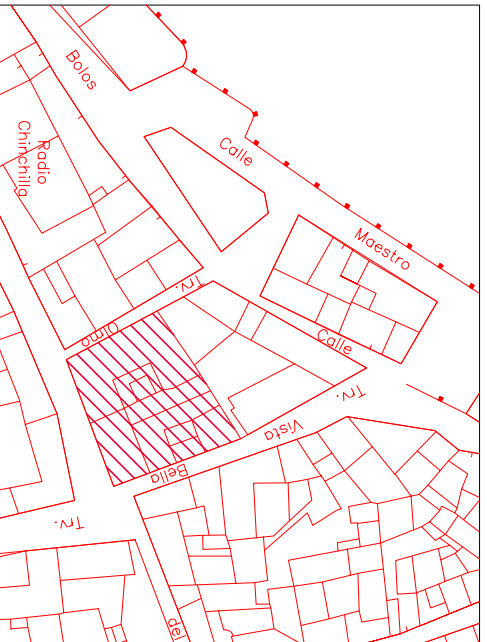 Bolos
Radio
Chinchilla
Calle
Maestro
Trv.
Olmo
Calle
Trv.
Vista
Bella
Trv.
del